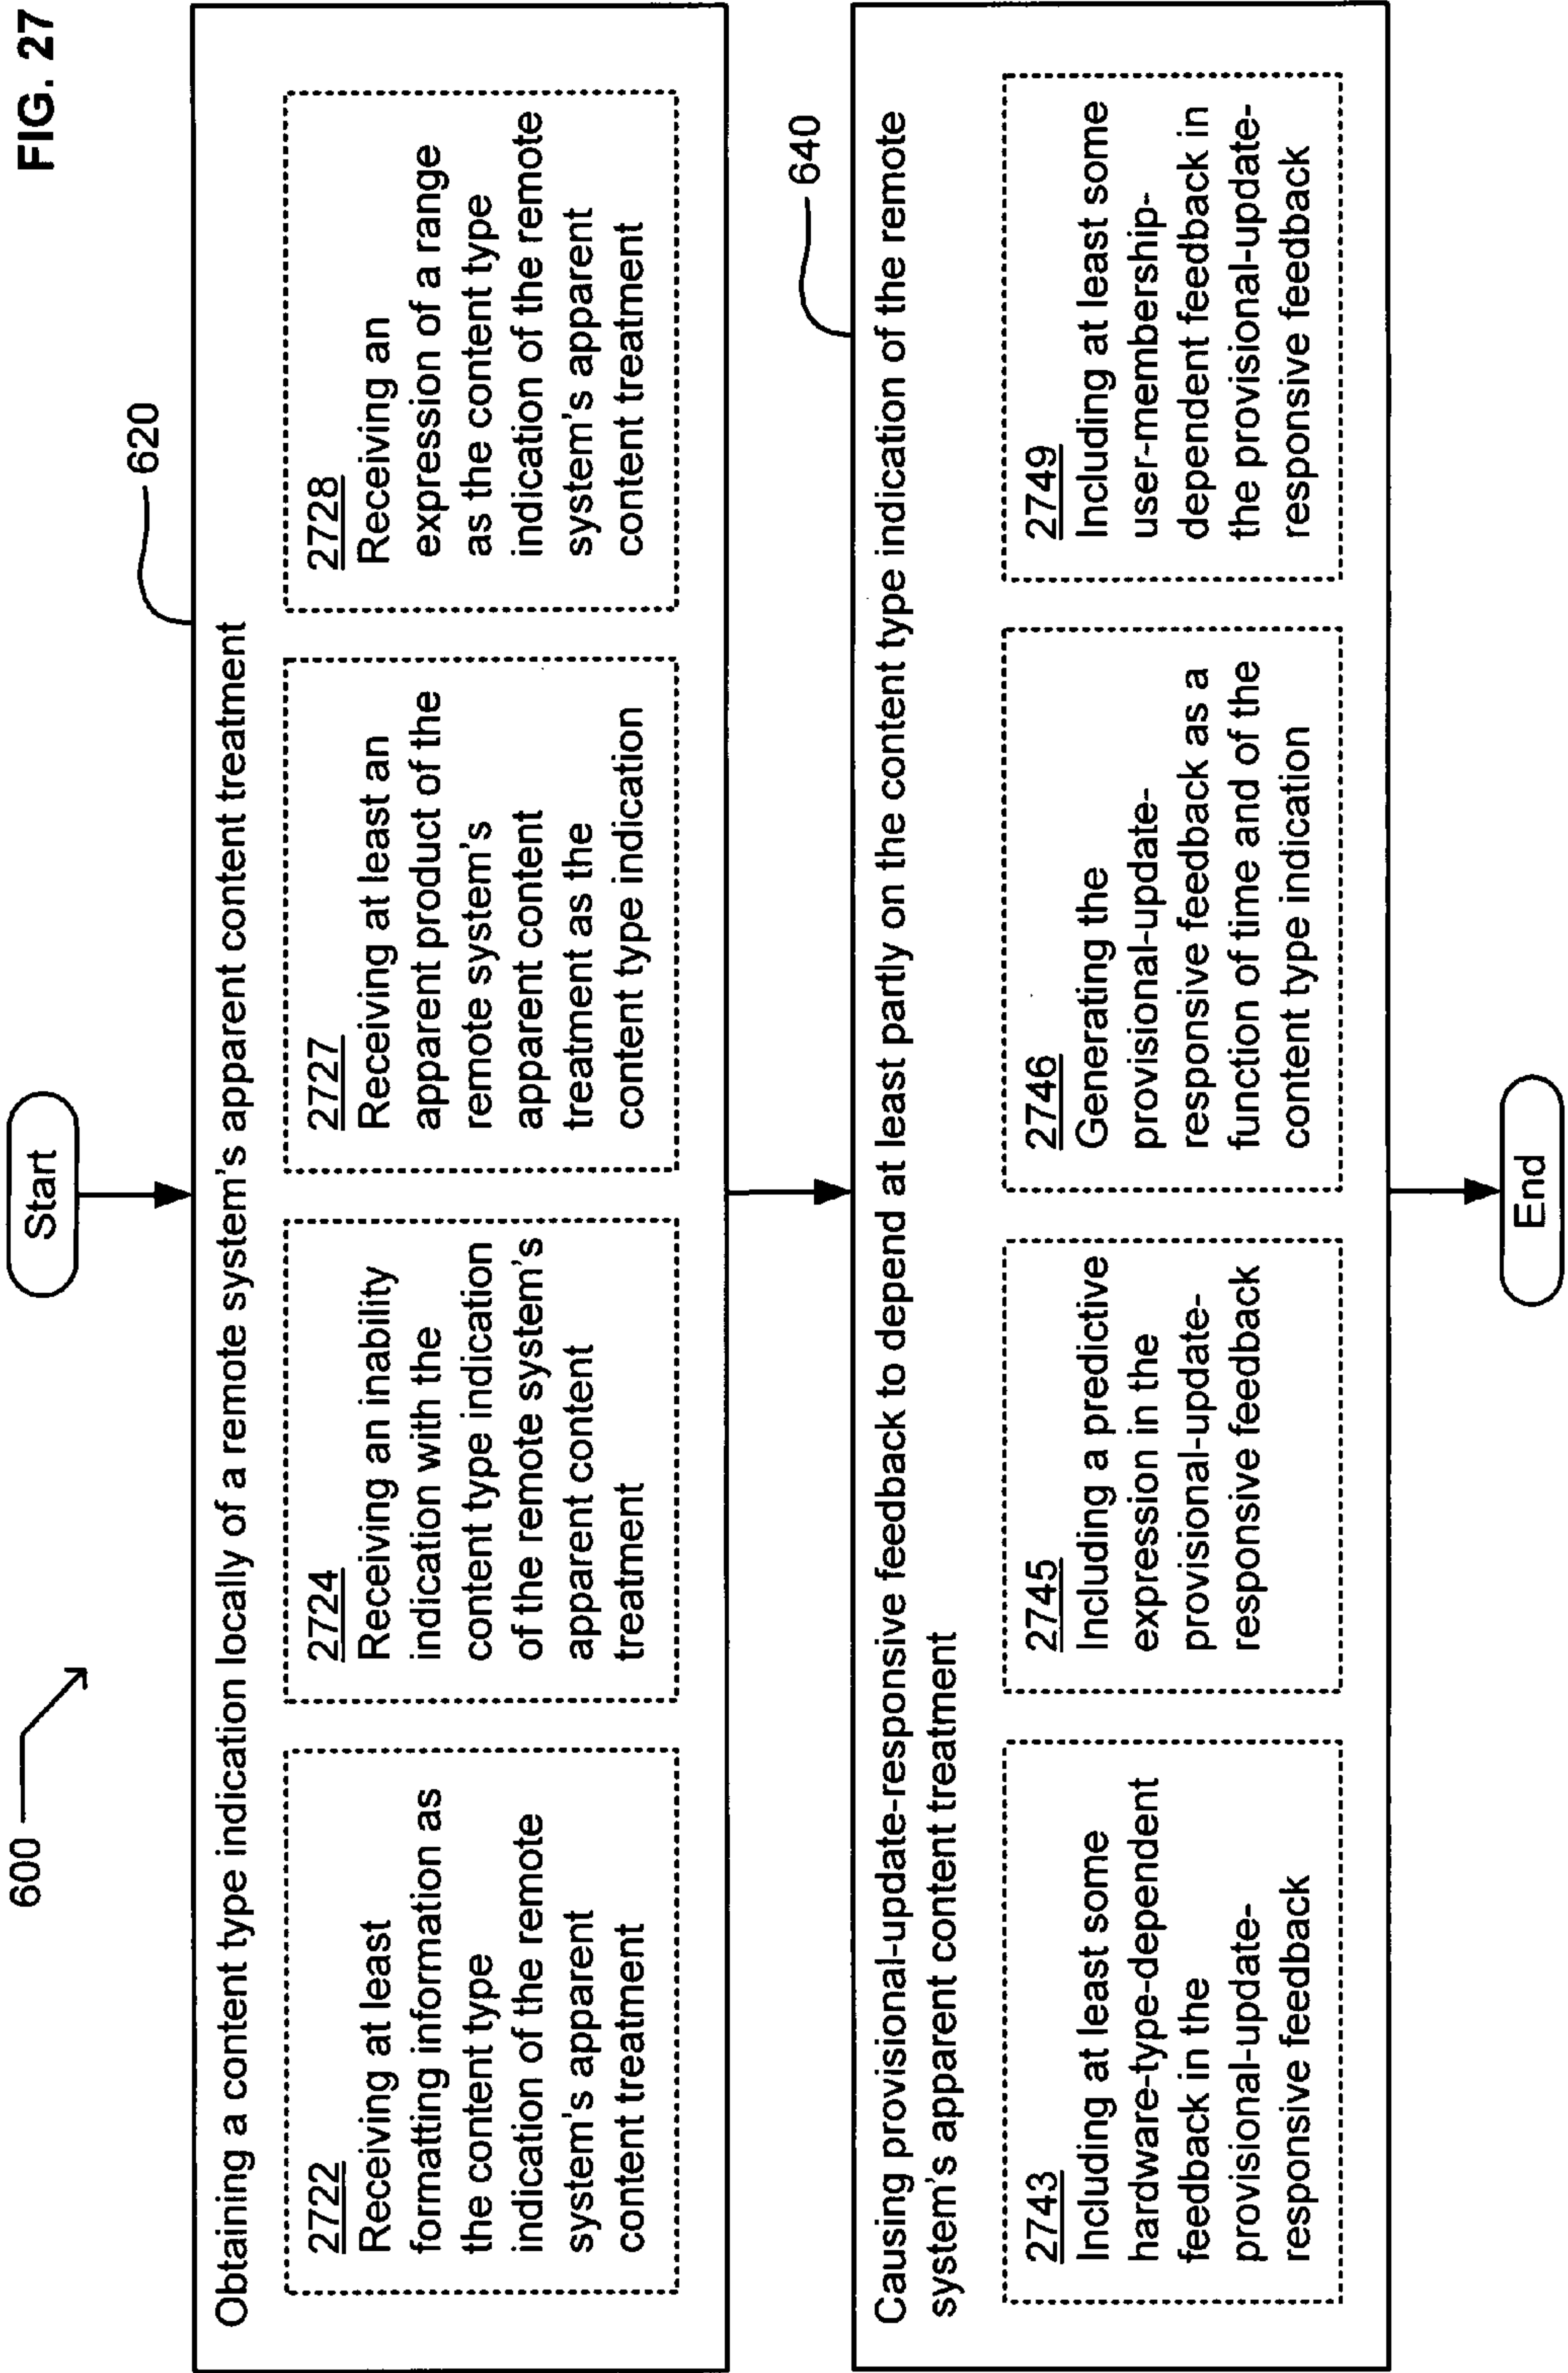 FIG. 27
600
Start
620
Obtaining a content type indication locally of a remote system's apparent content treatment
2722
Receiving at least
formatting information as
the content type
indication of the remote
system's apparent
content treatment
2724
Receiving an inability
indication with the
content type indication
of the remote system's
apparent content
treatment
2727
Receiving at least an
apparent product of the
remote system's
apparent content
treatment as the
content type indication
2728
Receiving an
expression of a range
as the content type
indication of the remote
system's apparent
content treatment
640
Causing provisional-update-responsive feedback to depend at least partly on the content type indication of the remote
system's apparent content treatment
2743
Including at least some
hardware-type-dependent
feedback in the
provisional-update-
responsive feedback
2745
Including a predictive
expression in the
provisional-update-
responsive feedback
2746
Generating the
provisional-update-
responsive feedback as a
function of time and of the
content type indication
2749
Including at least some
user-membership-
dependent feedback in
the provisional-update-
responsive feedback
End